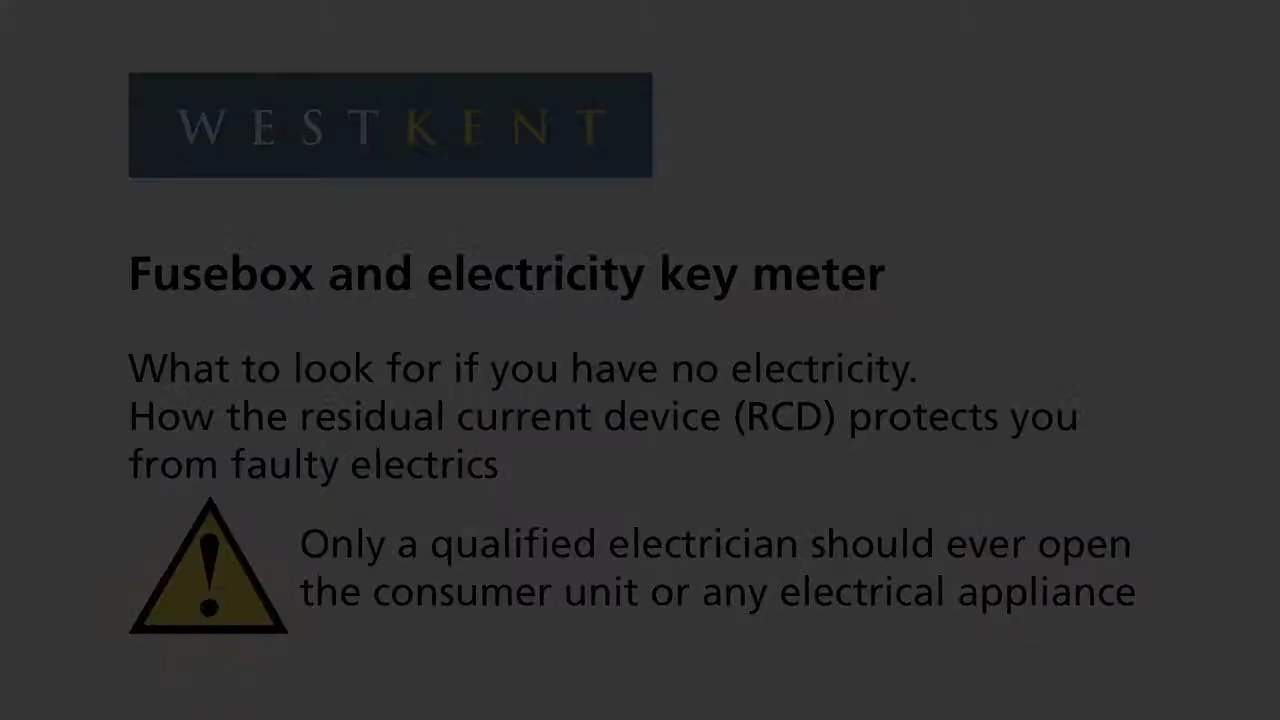 WESTKENT
Fusebox and electricity key meter
What to look for if you have no electricity.
How the residual current device (RCD) protects you
from faulty electrics
Only a qualified electrician should ever open
the consumer unit or any electrical appliance